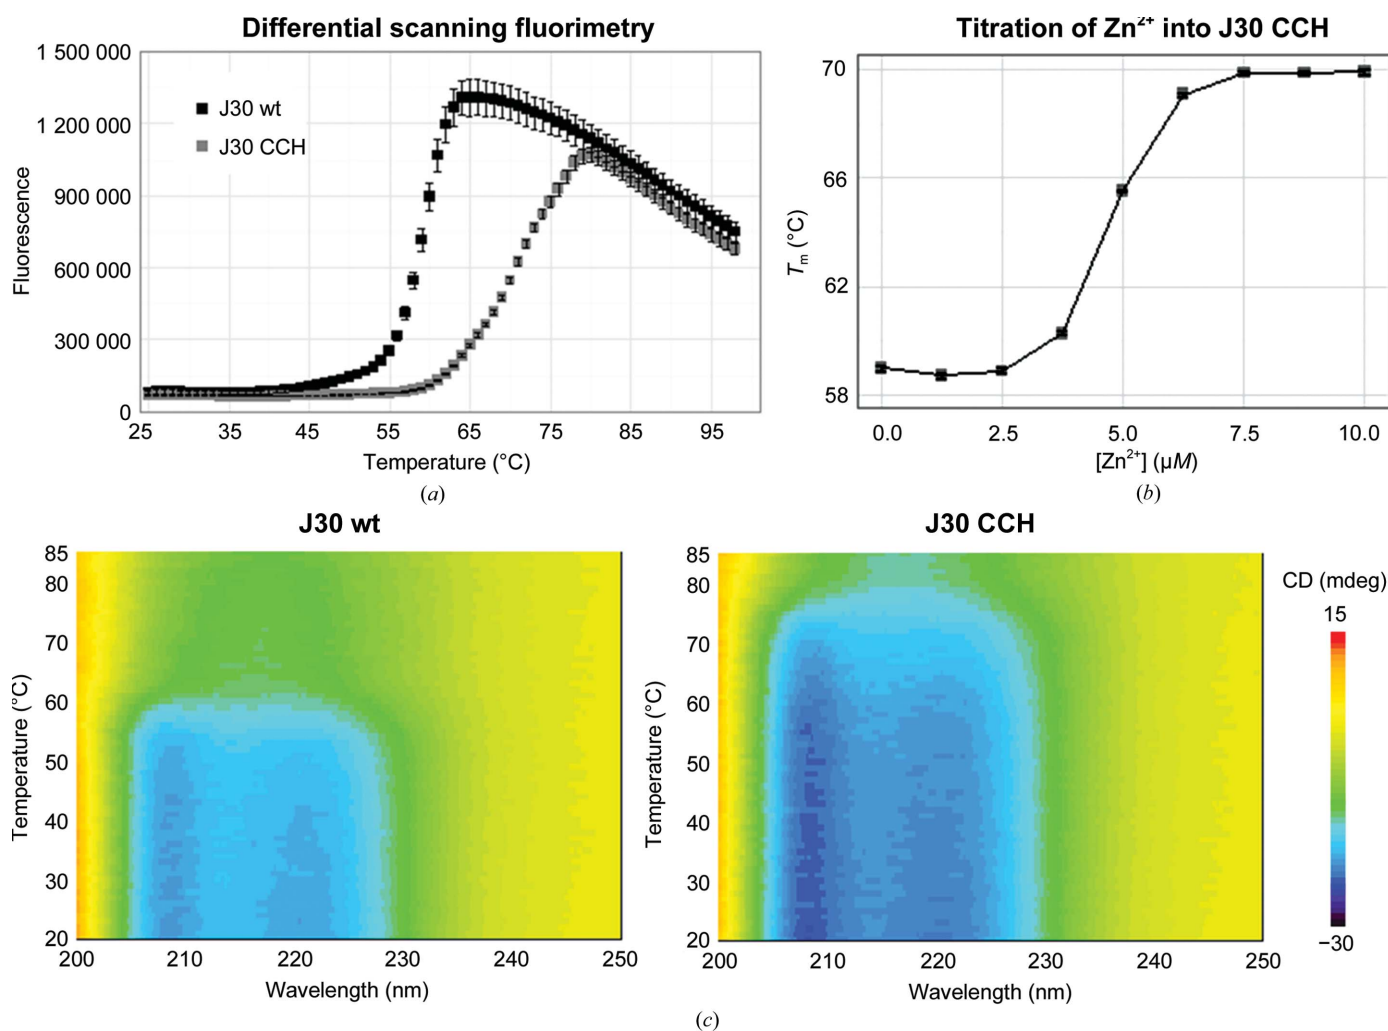 Differential scanning fluorimetry
1 500 000
1 200 000
900 000
600 000
300 000
0
Fluorescence
J30 wt
J30 CCH
25 35 45 55 65 75 85 95
Temperature (°C)
(a)
Titration of Zn²⁺ into J30 CCH
70
66
62
58
Tm (°C)
0.0 2.5 5.0 7.5 10.0
[Zn²⁺] (μM)
(b)
J30 wt
85
80
70
60
50
40
30
20
Temperature (°C)
200 210 220 230 240 250
Wavelength (nm)
J30 CCH
85
80
70
60
50
40
30
20
Temperature (°C)
200 210 220 230 240 250
Wavelength (nm)
CD (mdeg)
15
−30
(c)